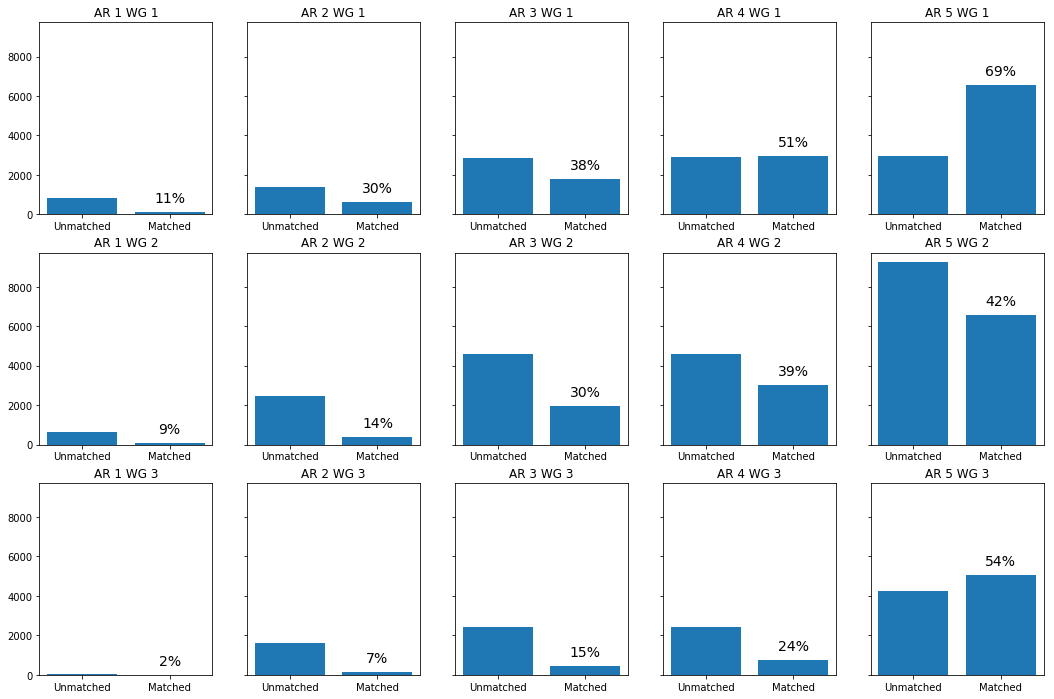 AR 1 WG 1
AR 2 WG 1
AR 3 WG 1
AR 4 WG 1
AR 5 WG 1
8000
6000
4000
2000
0
11%
30%
38%
51%
69%
Unmatched Matched
Unmatched Matched
Unmatched Matched
Unmatched Matched
Unmatched Matched
AR 1 WG 2
AR 2 WG 2
AR 3 WG 2
AR 4 WG 2
AR 5 WG 2
8000
6000
4000
2000
0
9%
14%
30%
39%
42%
Unmatched Matched
Unmatched Matched
Unmatched Matched
Unmatched Matched
Unmatched Matched
AR 1 WG 3
AR 2 WG 3
AR 3 WG 3
AR 4 WG 3
AR 5 WG 3
8000
6000
4000
2000
0
2%
7%
15%
24%
54%
Unmatched Matched
Unmatched Matched
Unmatched Matched
Unmatched Matched
Unmatched Matched